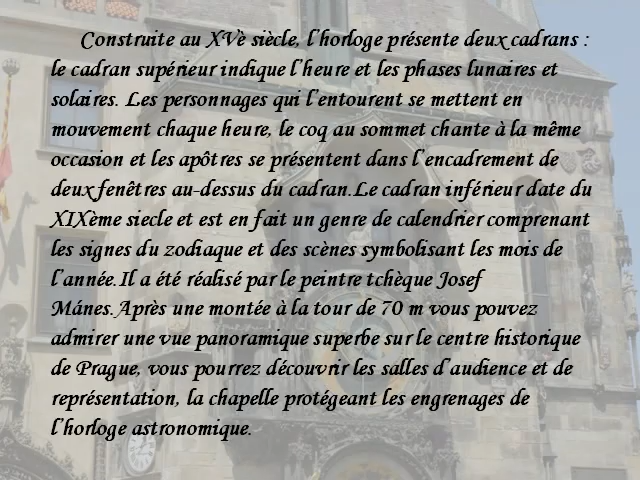 Construite au XVè siècle, l'horloge présente deux cadrans :
le cadran supérieur indique l'heure et les phases lunaires et
solaires. Les personnages qui l'entourent se mettent en
mouvement chaque heure, le coq au sommet chante à la même
occasion et les apôtres se présentent dans l'encadrement de
deux fenêtres au-dessus du cadran.Le cadran inférieur date du
XIXème siecle et est en fait un genre de calendrier comprenant
les signes du zodiaque et des scènes symbolisant les mois de
l'année.Il a été réalisé par le peintre tchèque Josef
Mánes.Après une montée à la tour de 70 m vous pouvez
admirer une vue panoramique superbe sur le centre historique
de Prague, vous pourrez découvrir les salles d'audience et de
représentation, la chapelle protégeant les engrenages de
l'horloge astronomique.